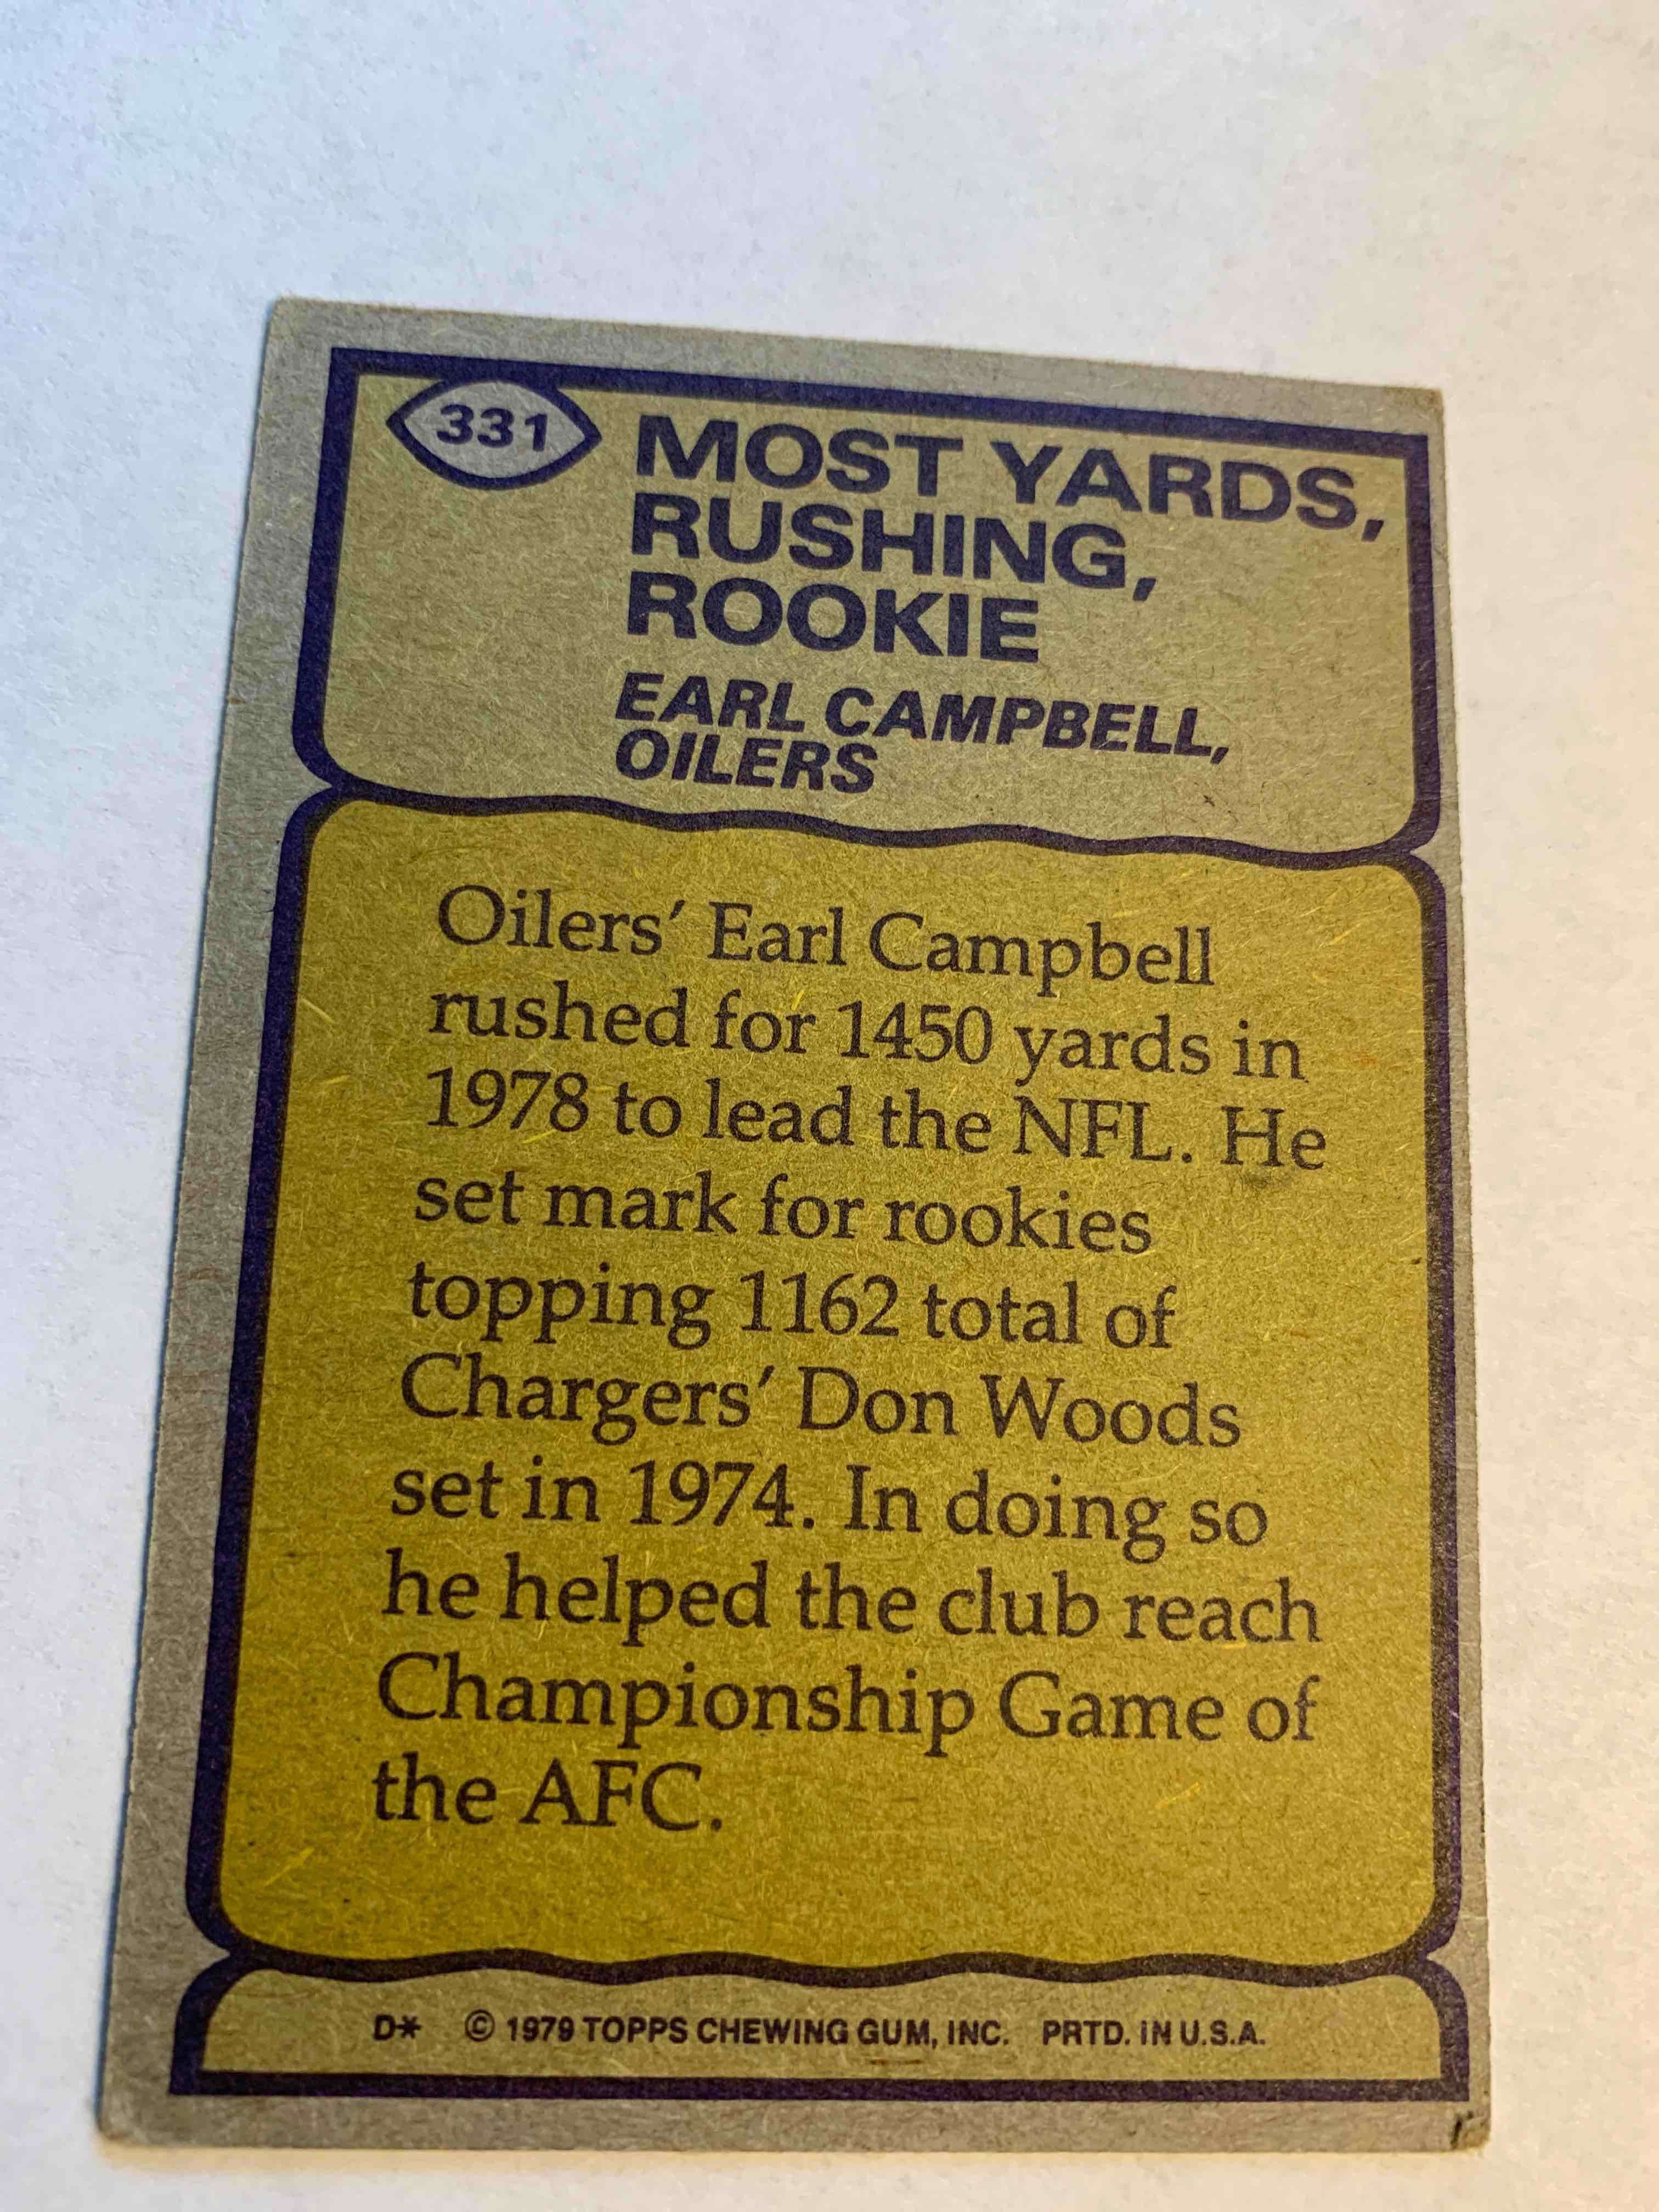 331
MOST YARDS,
RUSHING,
ROOKIE
EARL CAMPBELL,
OILERS
Oilers' Earl Campbell
rushed for 1450 yards in
1978 to lead the NFL. He
set mark for rookies
topping 1162 total of
Chargers' Don Woods
set in 1974. In doing so
he helped the club reach
Championship Game of
the AFC.
D* © 1979 TOPPS CHEWING GUM, INC. PRTD. IN U.S.A.